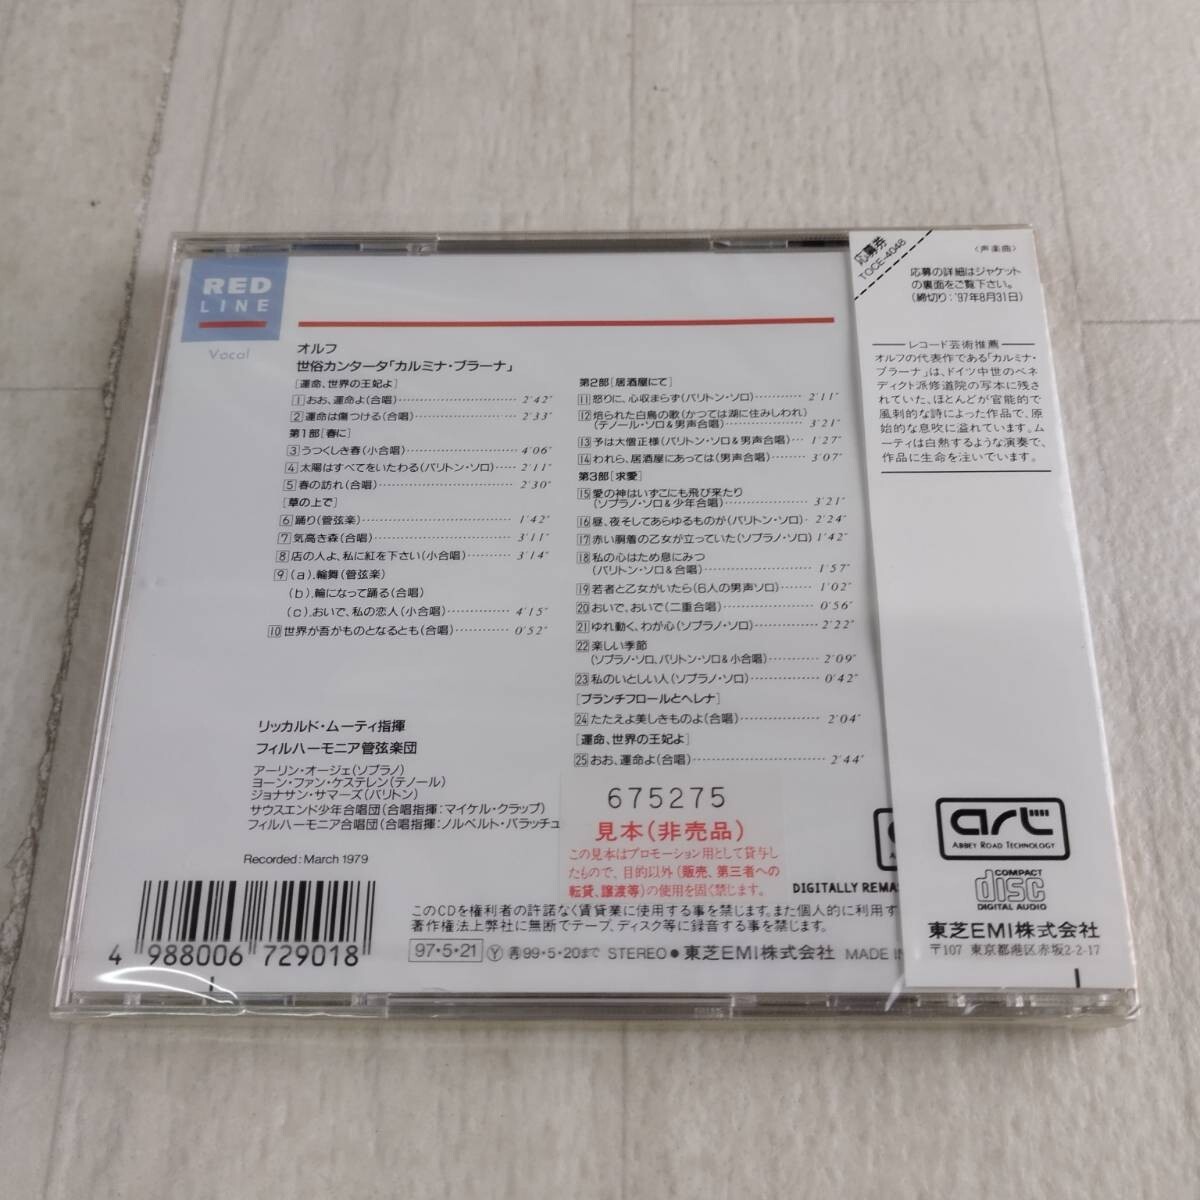 RED
LINE
Vocal
オルフ
世俗カンタータ「カルミナ・ブラーナ」
[運命、世界の王妃よ]
1 おお、運命よ(合唱) 2'42"
2 運命は傷つける(合唱) 2'33"
第1部[春に]
3 うつくしき春(小合唱) 4'06"
4 太陽はすべてをいたわる(バリトン・ソロ) 2'11"
5 春の訪れ(合唱) 2'30"
[草の上で]
6 踊り(管弦楽) 1'42"
7 気高き森(合唱) 3'11"
8 店の人よ、私に紅を下さい(小合唱) 3'14"
9 (a).輪舞(管弦楽)
(b).輪になって踊る(合唱)
(c).おいで、私の恋人(小合唱) 4'15"
10 世界が吾がものとなるとも(合唱) 0'52"
第2部[居酒屋にて]
11 怒りに、心収まらず(バリトン・ソロ) 2'11"
12 焙られた白鳥の歌(かつては湖に住みしわれ)
(テノール・ソロ&男声合唱) 3'21"
13 予は大僧正様(バリトン・ソロ&男声合唱) 1'27"
14 われら、居酒屋にあっては(男声合唱) 3'07"
第3部[求愛]
15 愛の神はいずこにも飛び来たり
(ソプラノ・ソロ&少年合唱) 3'21"
16 昼、夜そしてあらゆるものが(バリトン・ソロ) 2'24"
17 赤い胴着の乙女が立っていた(ソプラノ・ソロ) 1'42"
18 私の心はため息にみつ
(バリトン・ソロ&合唱) 1'57"
19 若者と乙女がいたら(6人の男声ソロ) 1'02"
20 おいで、おいで(二重合唱) 0'56"
21 ゆれ動く、わが心(ソプラノ・ソロ) 2'22"
22 楽しい季節
(ソプラノ・ソロ、バリトン・ソロ&小合唱) 2'09"
23 私のいとしい人(ソプラノ・ソロ) 0'42"
[ブランチフロールとヘレナ]
24 たたえよ美しきものよ(合唱) 2'04"
[運命、世界の王妃よ]
25 おお、運命よ(合唱) 2'44"
リッカルド・ムーティ指揮
フィルハーモニア管弦楽団
アーリン・オージェ(ソプラノ)
ヨーン・ファン・ケステレン(テノール)
ジョナサン・サマーズ(バリトン)
サウスエンド少年合唱団(合唱指揮:マイケル・クラップ)
フィルハーモニア合唱団(合唱指揮:ノルベルト・バラッチュ
Recorded: March 1979
675275
見本(非売品)
この見本はプロモーション用として貸与し
たもので、目的以外(販売、第三者への
転貸、譲渡等)の使用を固く禁じます。
DIGITALLY REMAS
このCDを権利者の許諾なく賃貸業に使用する事を禁じます。また個人的に利用す
著作権法上弊社に無断でテープ、ディスク等に録音する事を禁じます。
4 988006 729018
97・5・21 Y 再99・5・20まで STEREO ● 東芝EMI株式会社 MADE IN
応募券
TOCE-4048
〈声楽曲〉
応募の詳細はジャケット
の裏面をご覧下さい。
(締切り:'97年8月31日)
レコード芸術推薦
オルフの代表作である「カルミナ・
ブラーナ」は、ドイツ中世のベネ
ディクト派修道院の写本に残さ
れていた、ほとんどが官能的で
風刺的な詩によった作品で、原
始的な息吹に溢れています。ム
ーティは白熱するような演奏で、
作品に生命を注いでいます。
art
ABBEY ROAD TECHNOLOGY
COMPACT
disc
DIGITAL AUDIO
東芝EMI株式会社
〒107 東京都港区赤坂2-2-17